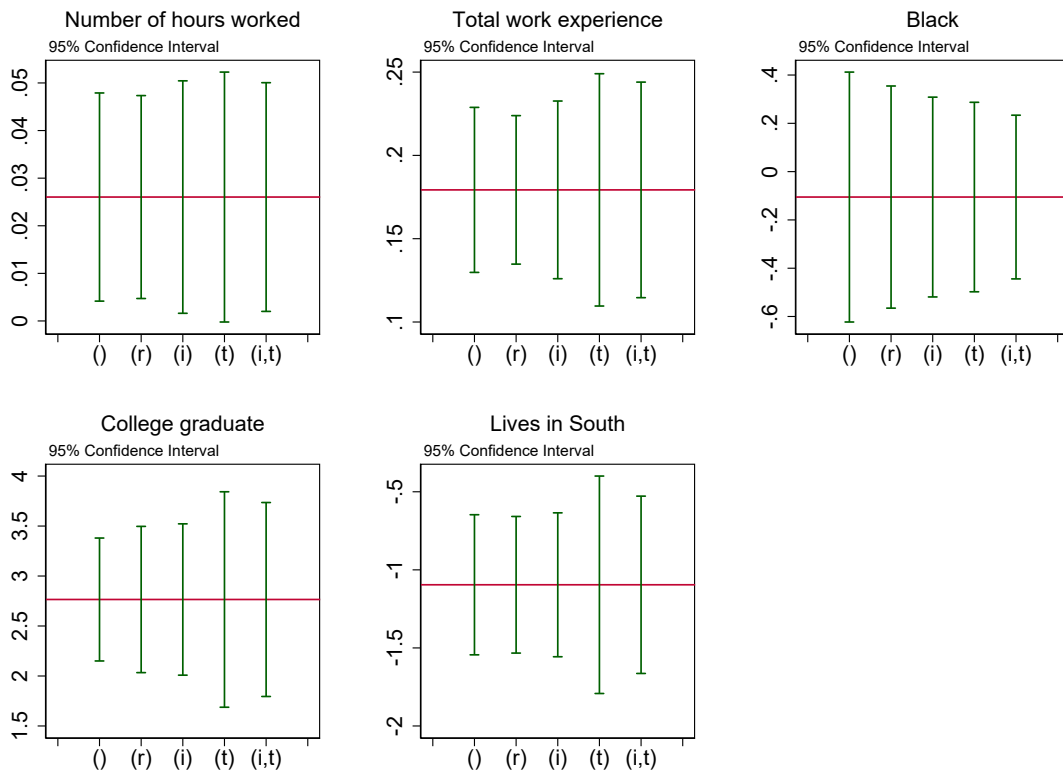 Number of hours worked
95% Confidence Interval
.05
.04
.03
.02
.01
0
() (r) (i) (t) (i,t)
Total work experience
95% Confidence Interval
.25
.2
.15
.1
() (r) (i) (t) (i,t)
Black
95% Confidence Interval
.4
.2
0
-.2
-.4
-.6
() (r) (i) (t) (i,t)
College graduate
95% Confidence Interval
4
3.5
3
2.5
2
1.5
() (r) (i) (t) (i,t)
Lives in South
95% Confidence Interval
-.5
-1
-1.5
-2
() (r) (i) (t) (i,t)